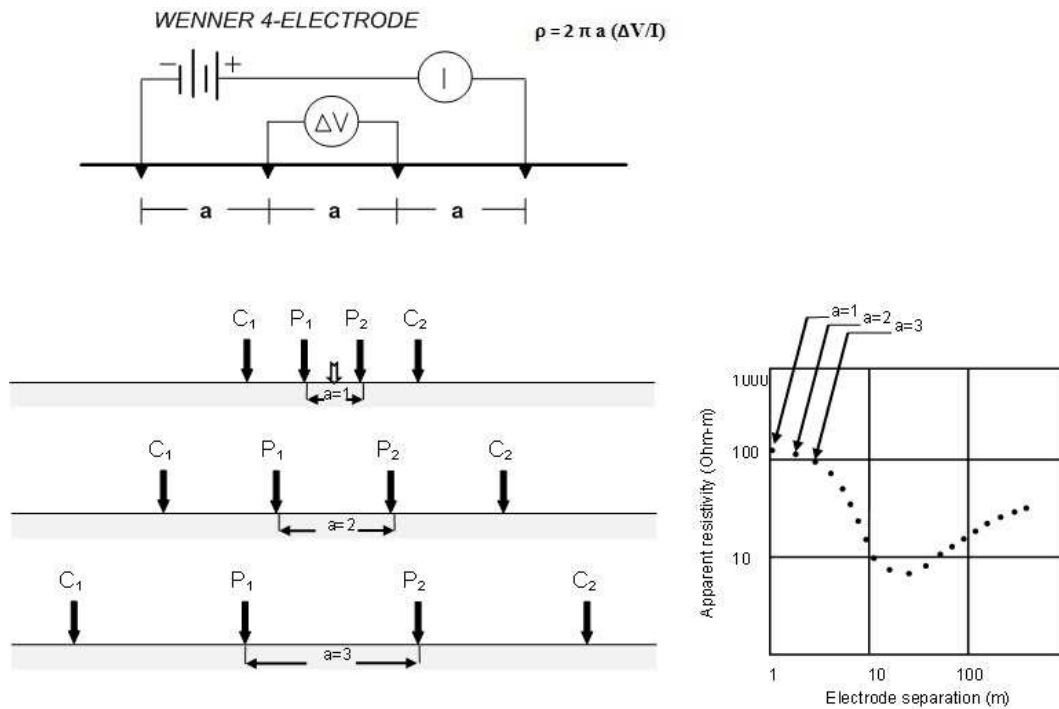 WENNER 4-ELECTRODE
ρ = 2 π a (ΔV/I)
− + I
ΔV
a a a
C1 P1 P2 C2
a=1
C1 P1 P2 C2
a=2
C1 P1 P2 C2
a=3
a=1
a=2
a=3
1000
100
10
1 10 100
Apparent resistivity (Ohm-m)
Electrode separation (m)